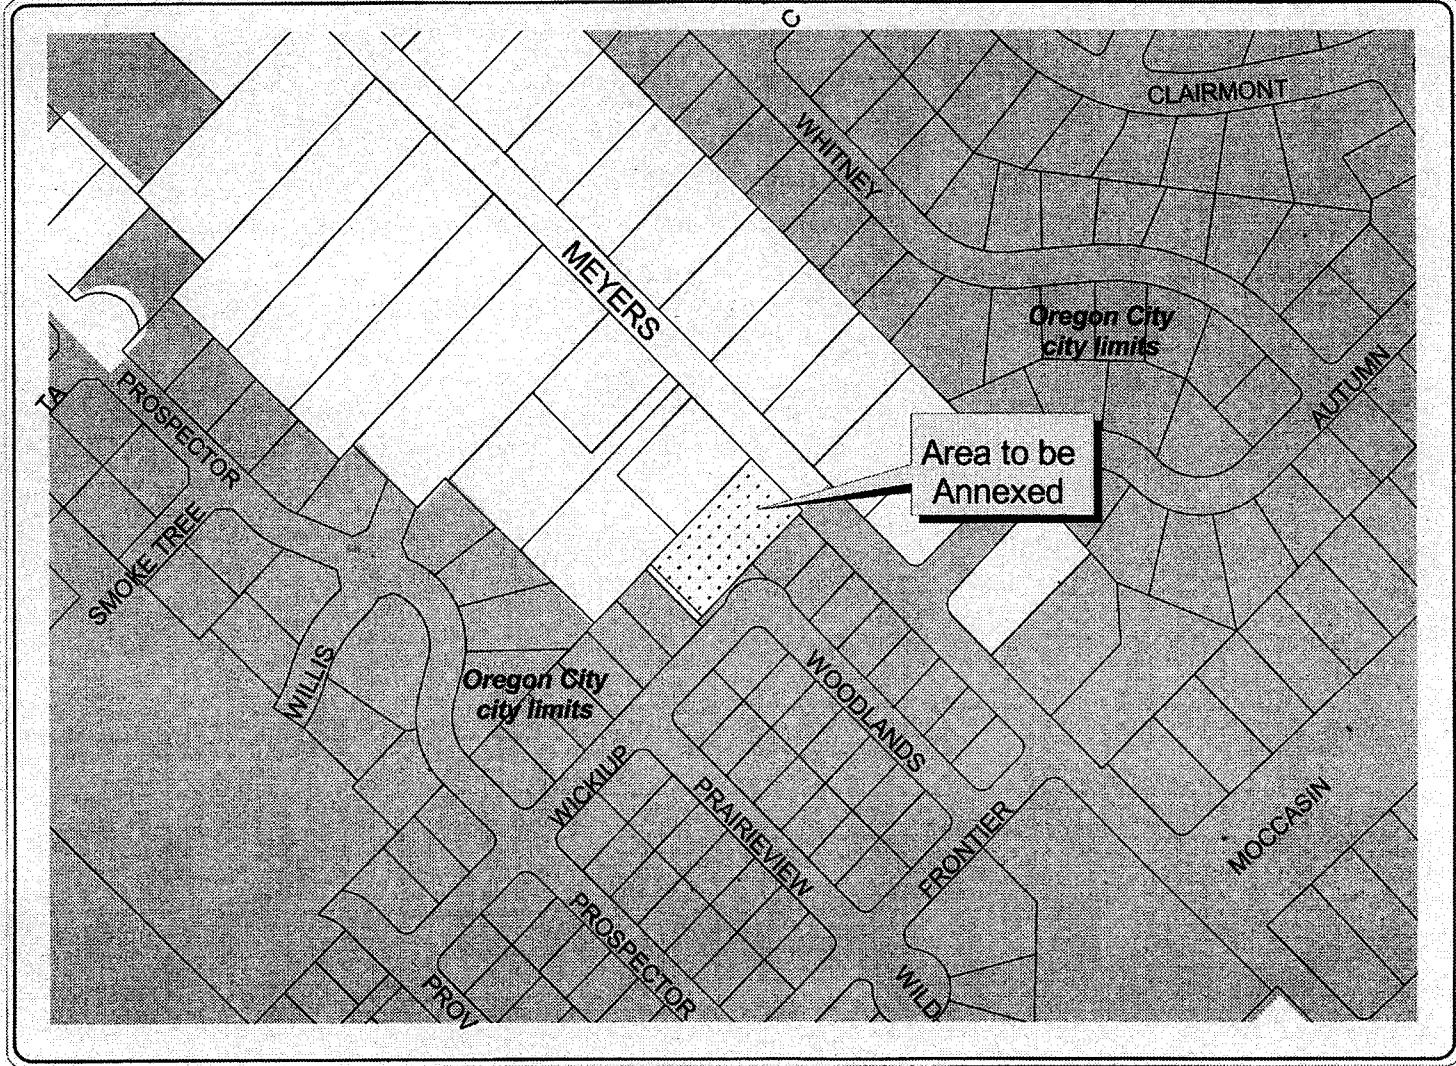 C
CLAIRMONT
WHITNEY
MEYERS
Oregon City
city limits
AUTUMN
TA
PROSPECTOR
Area to be
Annexed
SMOKE TREE
WILLIS
Oregon City
city limits
WOODLANDS
WICKIUP
PRAIRIEVIEW
FRONTIER
MOCCASIN
PROSPECTOR
PROV
WILD